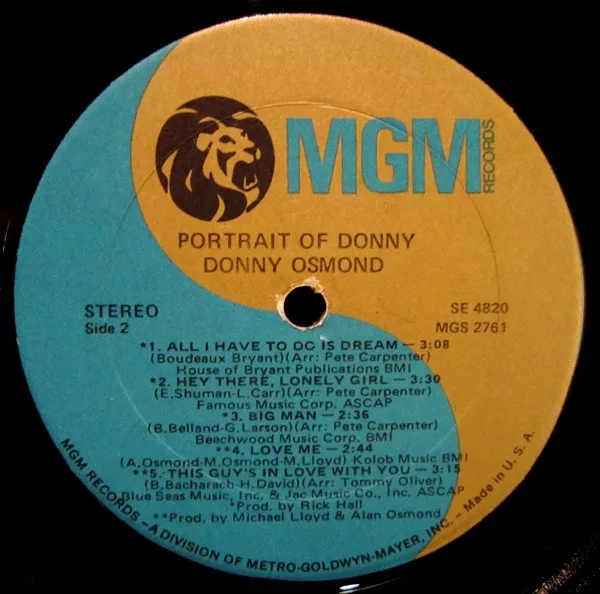 MGM
RECORDS
PORTRAIT OF DONNY
DONNY OSMOND
STEREO
Side 2
SE 4820
MGS 2761
*1. ALL I HAVE TO DO IS DREAM — 3:08
(Boudeaux Bryant)(Arr: Pete Carpenter)
House of Bryant Publications BMI
*2. HEY THERE, LONELY GIRL — 3:30
(E.Shuman-L.Carr)(Arr: Pete Carpenter)
Famous Music Corp. ASCAP
*3. BIG MAN — 2:36
(B.Belland-G.Larson)(Arr: Pete Carpenter)
Beechwood Music Corp. BMI
**4. LOVE ME — 2:44
(A.Osmond-M.Osmond-M.Lloyd) Kolob Music BMI
**5. THIS GUY'S IN LOVE WITH YOU — 3:15
(B.Bacharach-H.David)(Arr: Tommy Oliver)
Blue Seas Music, Inc. & Jac Music Co., Inc. ASCAP
*Prod. by Rick Hall
**Prod. by Michael Lloyd & Alan Osmond
MGM RECORDS – A DIVISION OF METRO-GOLDWYN-MAYER, INC. – Made in U. S. A.